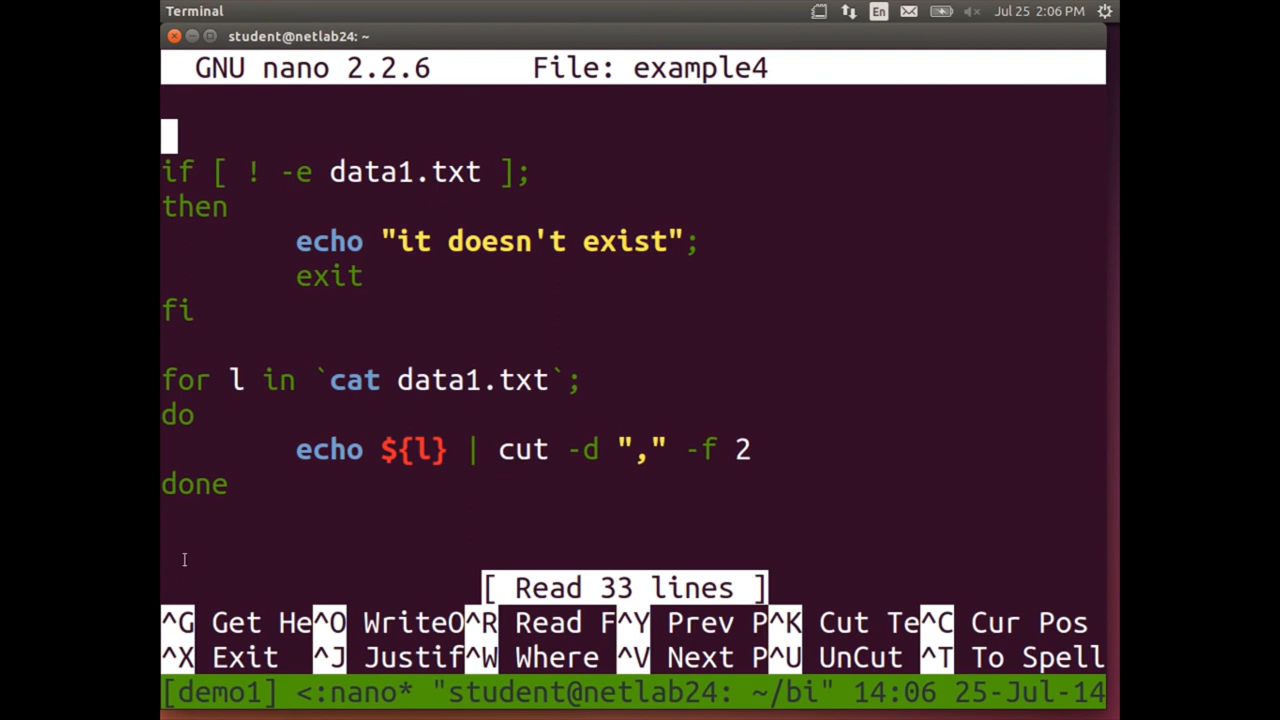 Terminal
En
Jul 25 2:06 PM
student@netlab24: ~
GNU nano 2.2.6 File: example4
if [ ! -e data1.txt ];
then
echo "it doesn't exist";
exit
fi
for l in `cat data1.txt`;
do
echo ${l} | cut -d "," -f 2
done
[ Read 33 lines ]
^G Get He^O WriteO^R Read F^Y Prev P^K Cut Te^C Cur Pos
^X Exit ^J Justif^W Where ^V Next P^U UnCut ^T To Spell
[demo1] <:nano* "student@netlab24: ~/bi" 14:06 25-Jul-14